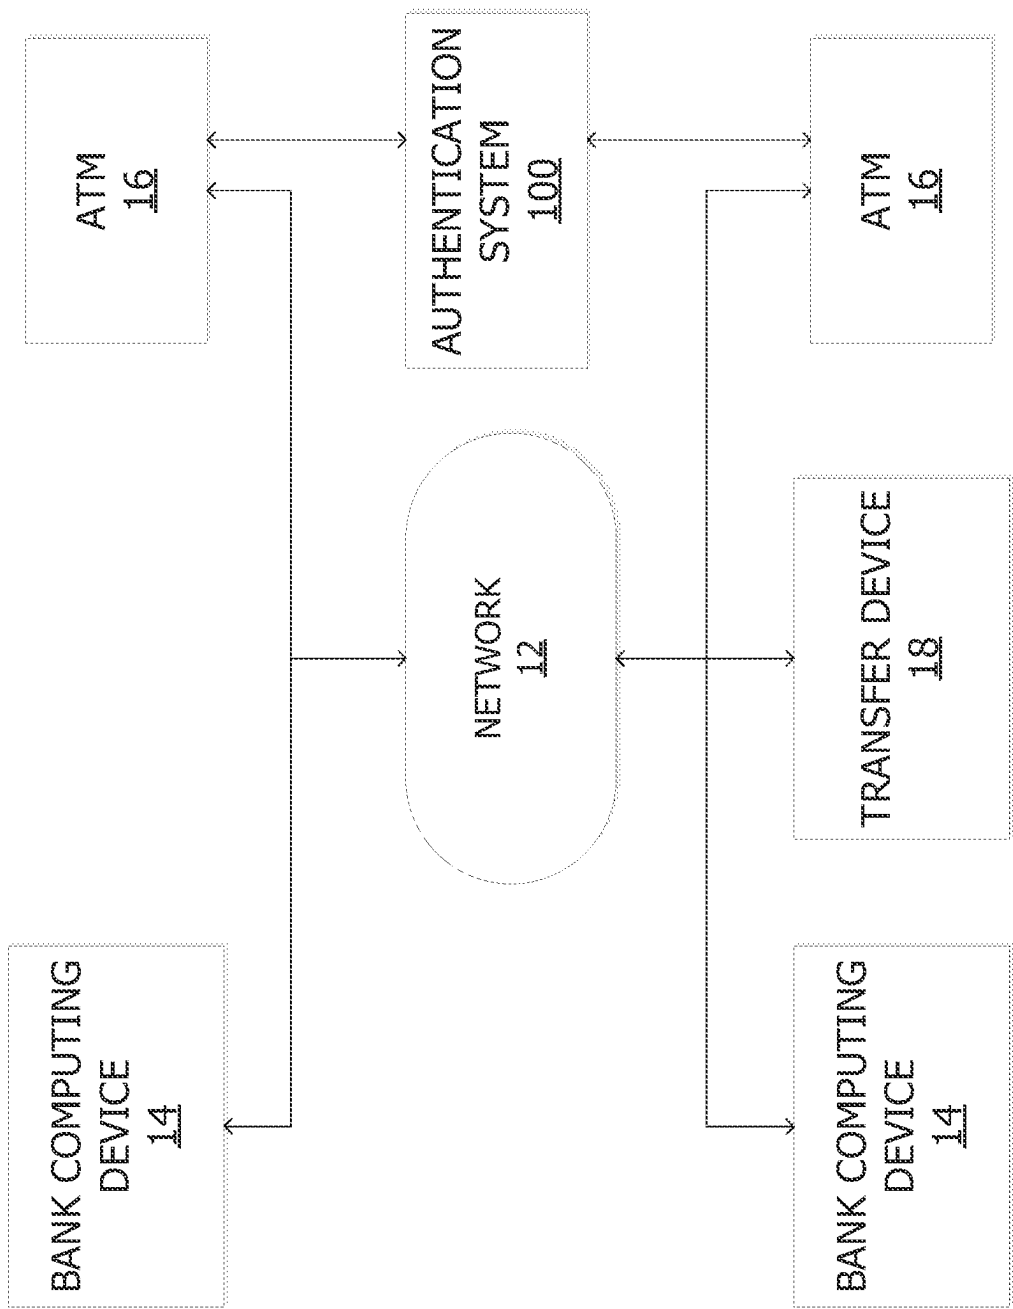 BANK COMPUTING
DEVICE
14
ATM
16
NETWORK
12
AUTHENTICATION
SYSTEM
100
BANK COMPUTING
DEVICE
14
TRANSFER DEVICE
18
ATM
16